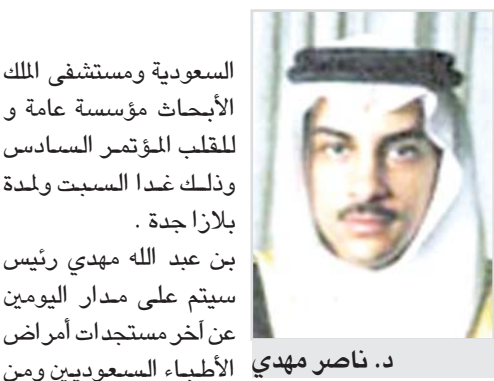 السعودية ومستشفى الملك
الأبحاث مؤسسة عامة و
للقلب المؤتمر السادس
وذلك غدا السبت ولمدة
بلازا جدة .
بن عبد الله مهدي رئيس
سيتم على مدار اليومين
عن آخر مستجدات أمراض
الأطباء السعوديين ومن
د. ناصر مهدي